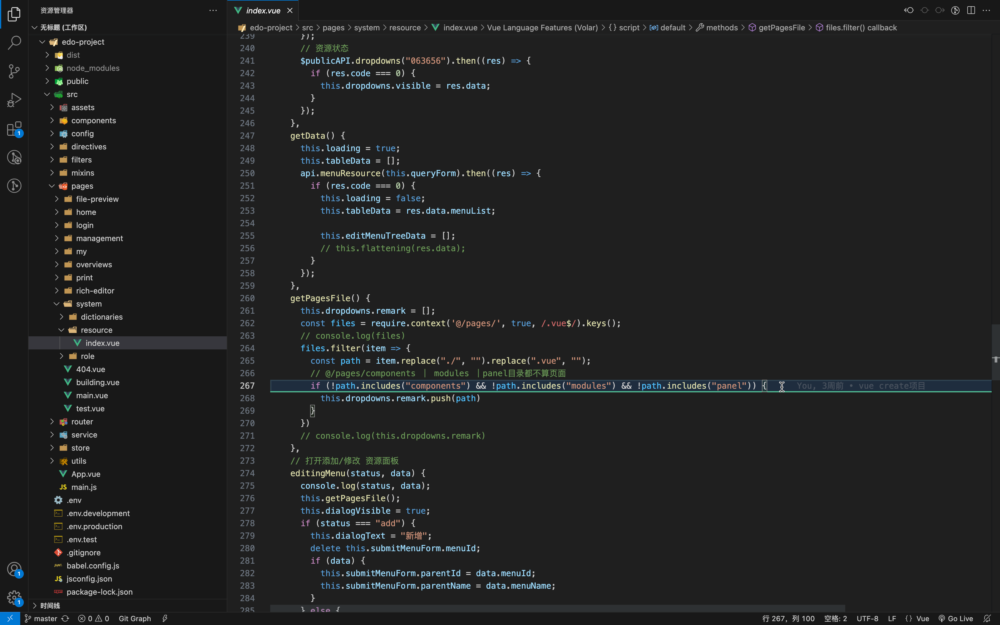 资源管理器
无标题 (工作区)
edo-project
dist
node_modules
public
src
assets
components
config
directives
filters
mixins
pages
file-preview
home
login
management
my
overviews
print
rich-editor
system
dictionaries
resource
index.vue
role
404.vue
building.vue
main.vue
test.vue
router
service
store
utils
App.vue
JS main.js
.env
.env.development
.env.production
.env.test
.gitignore
babel.config.js
JS jsconfig.json
package-lock.json
时间线
1
1
1
index.vue
edo-project > src > pages > system > resource > index.vue > Vue Language Features (Volar) > {} script > default > methods > getPagesFile > files.filter() callback
239 });
240 // 资源状态
241 $publicAPI.dropdowns("063656").then((res) => {
242 if (res.code === 0) {
243 this.dropdowns.visible = res.data;
244 }
245 });
246 },
247 getData() {
248 this.loading = true;
249 this.tableData = [];
250 api.menuResource(this.queryForm).then((res) => {
251 if (res.code === 0) {
252 this.loading = false;
253 this.tableData = res.data.menuList;
254
255 this.editMenuTreeData = [];
256 // this.flattening(res.data);
257 }
258 });
259 },
260 getPagesFile() {
261 this.dropdowns.remark = [];
262 const files = require.context('@/pages/', true, /.vue$/).keys();
263 // console.log(files)
264 files.filter(item => {
265 const path = item.replace("./", "").replace(".vue", "");
266 // @/pages/components ｜ modules ｜panel目录都不算页面
267 if (!path.includes("components") && !path.includes("modules") && !path.includes("panel")) { You, 3周前 • vue create项目
268 this.dropdowns.remark.push(path)
269 }
270 })
271 // console.log(this.dropdowns.remark)
272 },
273 // 打开添加/修改 资源面板
274 editingMenu(status, data) {
275 console.log(status, data);
276 this.getPagesFile();
277 this.dialogVisible = true;
278 if (status === "add") {
279 this.dialogText = "新增";
280 delete this.submitMenuForm.menuId;
281 if (data) {
282 this.submitMenuForm.parentId = data.menuId;
283 this.submitMenuForm.parentName = data.menuName;
284 }
285 } else {
master 0 0 Git Graph 行 267，列 100 空格: 2 UTF-8 LF {} Vue Go Live